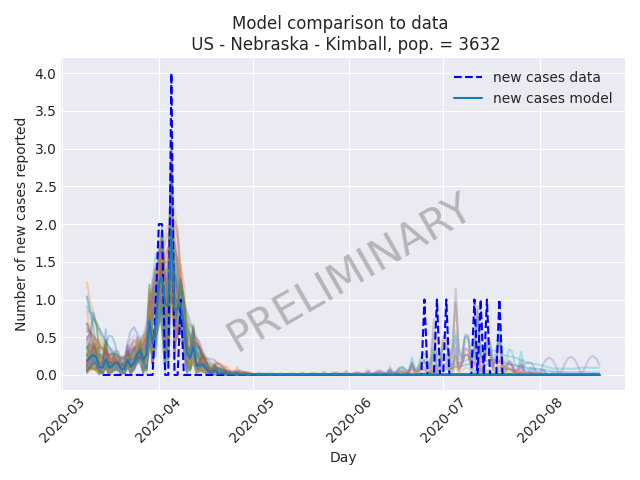 Model comparison to data
US - Nebraska - Kimball, pop. = 3632
new cases data
new cases model
4.0
3.5
3.0
2.5
2.0
1.5
1.0
0.5
0.0
Number of new cases reported
PRELIMINARY
2020-03
2020-04
2020-05
2020-06
2020-07
2020-08
Day